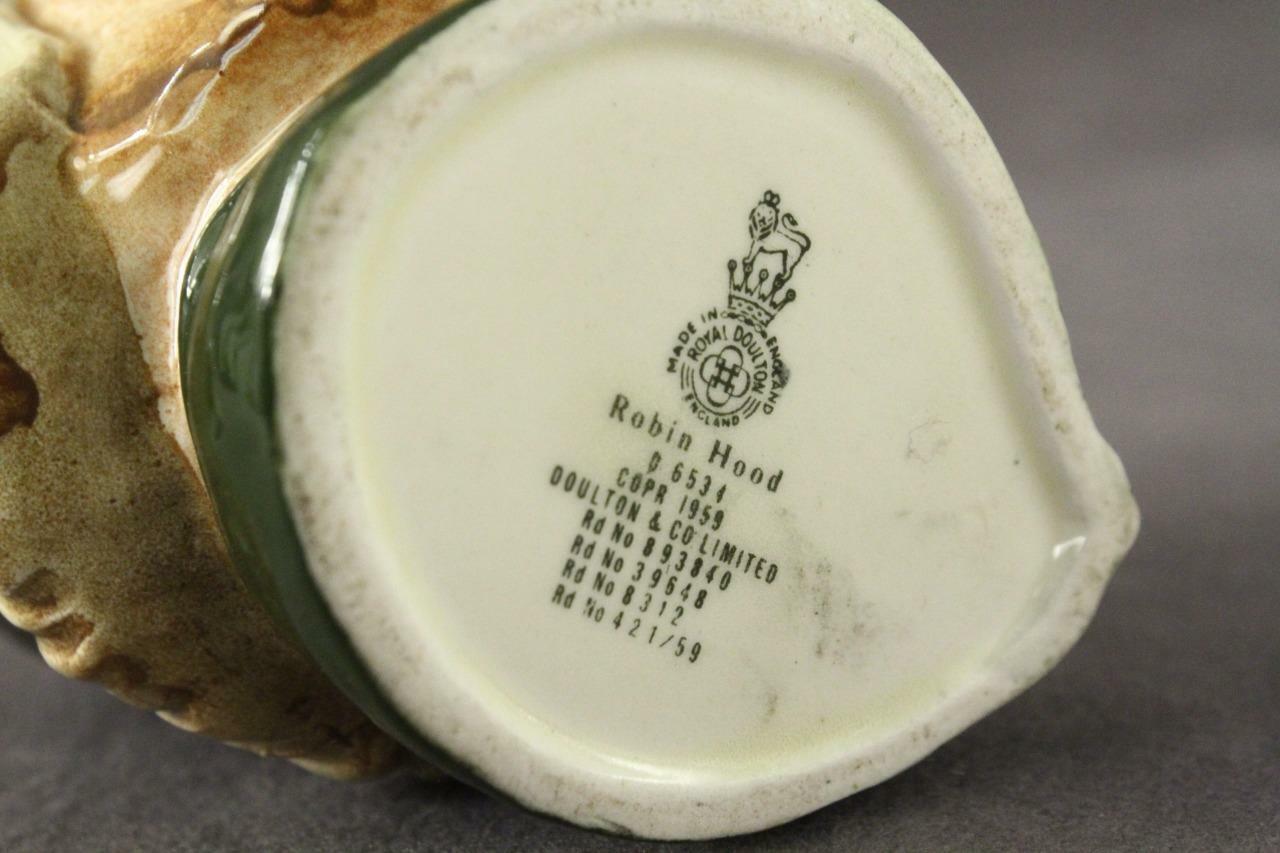 MADE IN ENGLAND
ROYAL DOULTON
ENGLAND
Robin Hood
D 6534
COPR 1959
DOULTON & CO LIMITED
Rd No 893840
Rd No 39648
Rd No 8312
Rd No 421/59